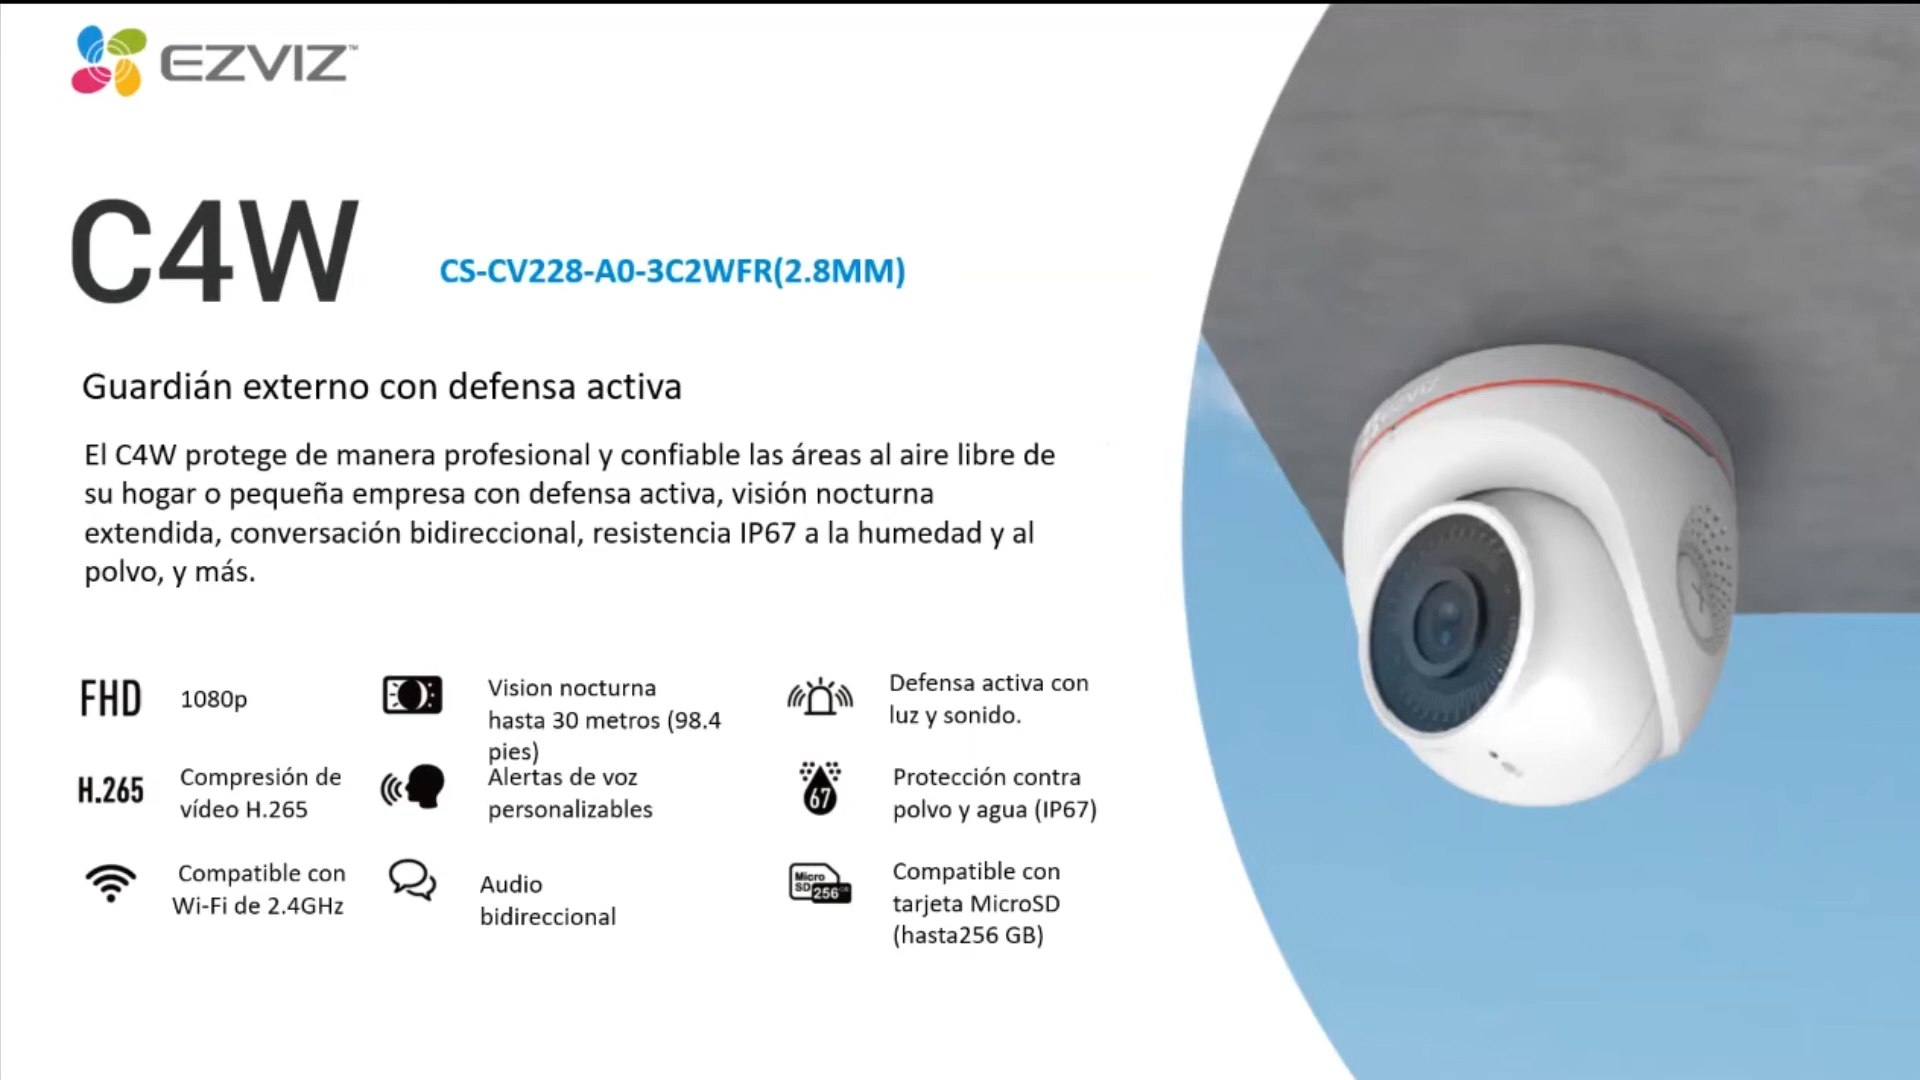 EZVIZ™
C4W
CS-CV228-A0-3C2WFR(2.8MM)
Guardián externo con defensa activa
El C4W protege de manera profesional y confiable las áreas al aire libre de
su hogar o pequeña empresa con defensa activa, visión nocturna
extendida, conversación bidireccional, resistencia IP67 a la humedad y al
polvo, y más.
FHD
1080p
Vision nocturna
hasta 30 metros (98.4
pies)
Defensa activa con
luz y sonido.
H.265
Compresión de
vídeo H.265
Alertas de voz
personalizables
67
Protección contra
polvo y agua (IP67)
Compatible con
Wi-Fi de 2.4GHz
Audio
bidireccional
Micro
SD
256
Compatible con
tarjeta MicroSD
(hasta256 GB)
EZVIZ